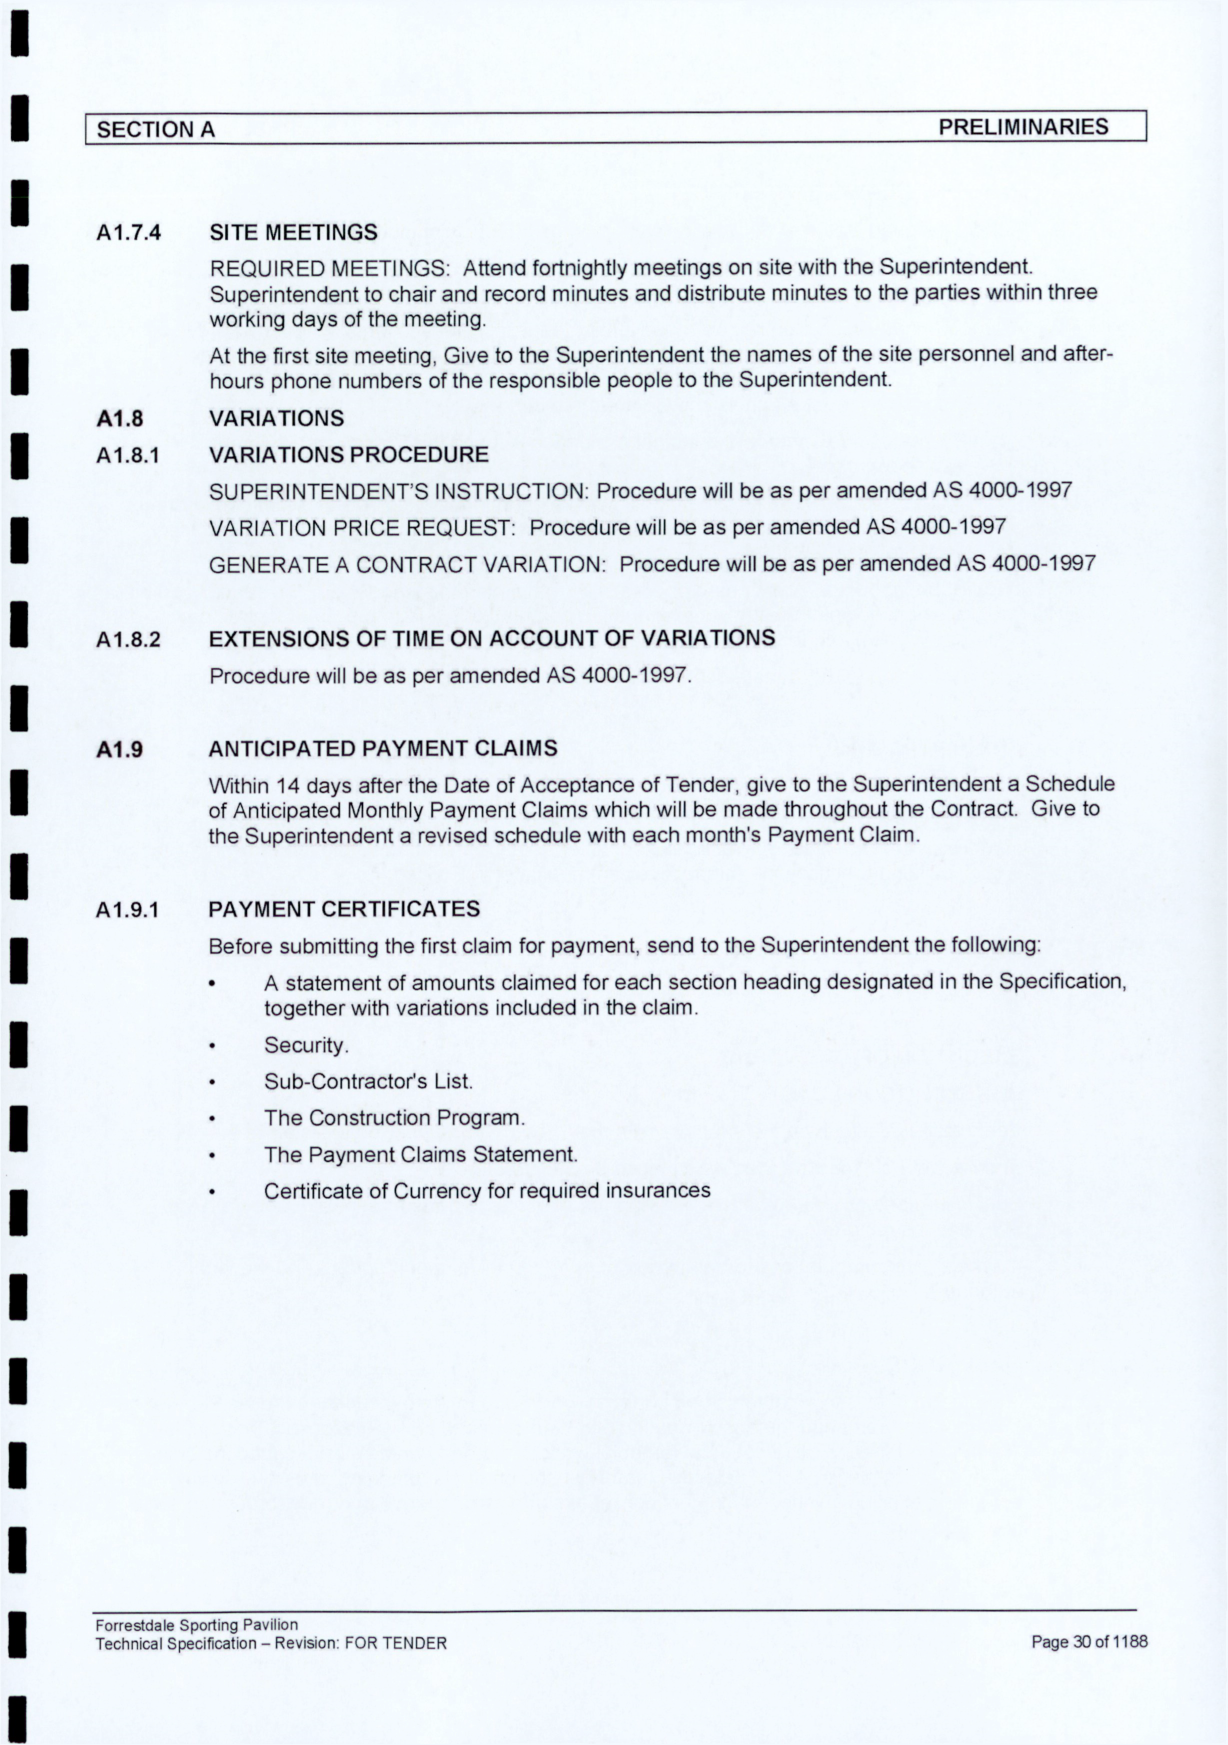 SECTION A PRELIMINARIES
A1.7.4 SITE MEETINGS
REQUIRED MEETINGS: Attend fortnightly meetings on site with the Superintendent.
Superintendent to chair and record minutes and distribute minutes to the parties within three
working days of the meeting.
At the first site meeting, Give to the Superintendent the names of the site personnel and after-
hours phone numbers of the responsible people to the Superintendent.
A1.8 VARIATIONS
A1.8.1 VARIATIONS PROCEDURE
SUPERINTENDENT'S INSTRUCTION: Procedure will be as per amended AS 4000-1997
VARIATION PRICE REQUEST: Procedure will be as per amended AS 4000-1997
GENERATE A CONTRACT VARIATION: Procedure will be as per amended AS 4000-1997
A1.8.2 EXTENSIONS OF TIME ON ACCOUNT OF VARIATIONS
Procedure will be as per amended AS 4000-1997.
A1.9 ANTICIPATED PAYMENT CLAIMS
Within 14 days after the Date of Acceptance of Tender, give to the Superintendent a Schedule
of Anticipated Monthly Payment Claims which will be made throughout the Contract. Give to
the Superintendent a revised schedule with each month's Payment Claim.
A1.9.1 PAYMENT CERTIFICATES
Before submitting the first claim for payment, send to the Superintendent the following:
• A statement of amounts claimed for each section heading designated in the Specification,
together with variations included in the claim.
• Security.
• Sub-Contractor's List.
• The Construction Program.
• The Payment Claims Statement.
• Certificate of Currency for required insurances
Forrestdale Sporting Pavilion
Technical Specification – Revision: FOR TENDER Page 30 of 1188